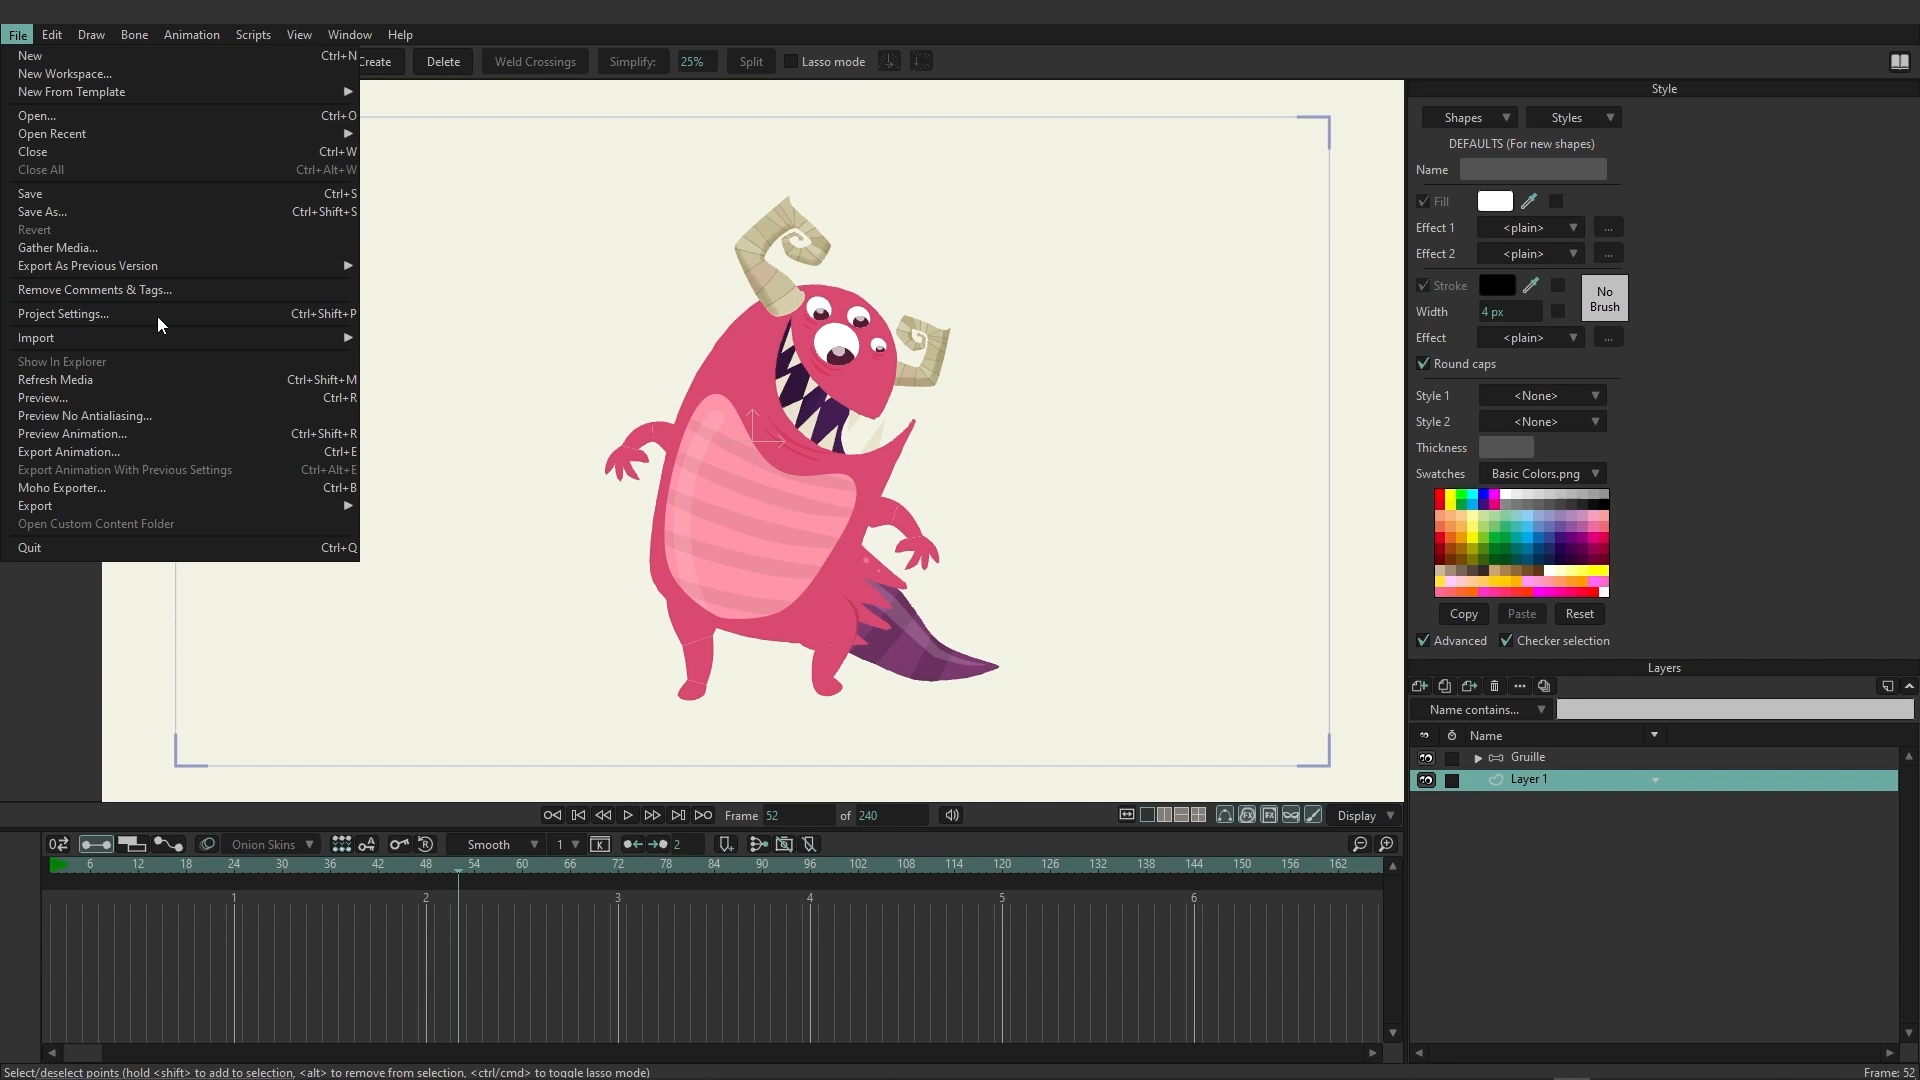 File Edit Draw Bone Animation Scripts View Window Help
New Ctrl+N
New Workspace...
New From Template
Open... Ctrl+O
Open Recent
Close Ctrl+W
Close All Ctrl+Alt+W
Save Ctrl+S
Save As... Ctrl+Shift+S
Revert
Gather Media...
Export As Previous Version
Remove Comments & Tags...
Project Settings... Ctrl+Shift+P
Import
Show In Explorer
Refresh Media Ctrl+Shift+M
Preview... Ctrl+R
Preview No Antialiasing...
Preview Animation... Ctrl+Shift+R
Export Animation... Ctrl+E
Export Animation With Previous Settings Ctrl+Alt+E
Moho Exporter... Ctrl+B
Export
Open Custom Content Folder
Quit Ctrl+Q
Create Delete Weld Crossings Simplify: 25% Split Lasso mode
Style
Shapes Styles
DEFAULTS (For new shapes)
Name
Fill
Effect 1 <plain> ...
Effect 2 <plain> ...
Stroke
No Brush
Width 4 px
Effect <plain> ...
Round caps
Style 1 <None>
Style 2 <None>
Thickness
Swatches Basic Colors.png
Copy Paste Reset
Advanced Checker selection
Layers
Name contains...
Name
Gruille
Layer 1
Frame 52 of 240 Display
Onion Skins Smooth 1 K 2
6 12 18 24 30 36 42 48 54 60 66 72 78 84 90 96 102 108 114 120 126 132 138 144 150 156 162
1 2 3 4 5 6
Select/deselect points (hold <shift> to add to selection, <alt> to remove from selection, <ctrl/cmd> to toggle lasso mode) Frame: 52